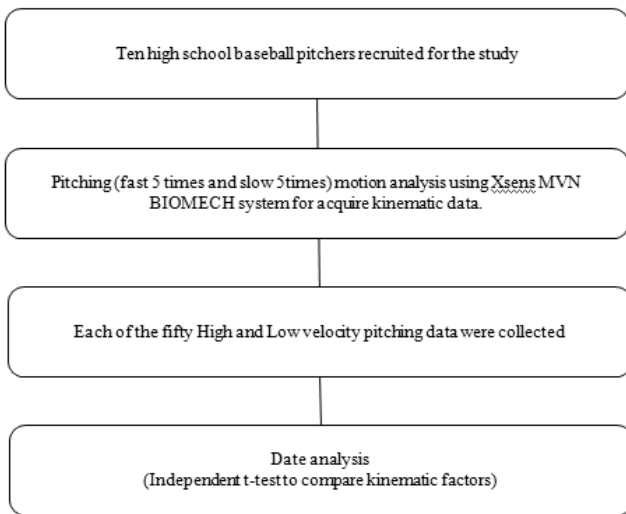 Ten high school baseball pitchers recruited for the study
Pitching (fast 5 times and slow 5times) motion analysis using Xsens MVN
BIOMECH system for acquire kinematic data.
Each of the fifty High and Low velocity pitching data were collected
Date analysis
(Independent t-test to compare kinematic factors)